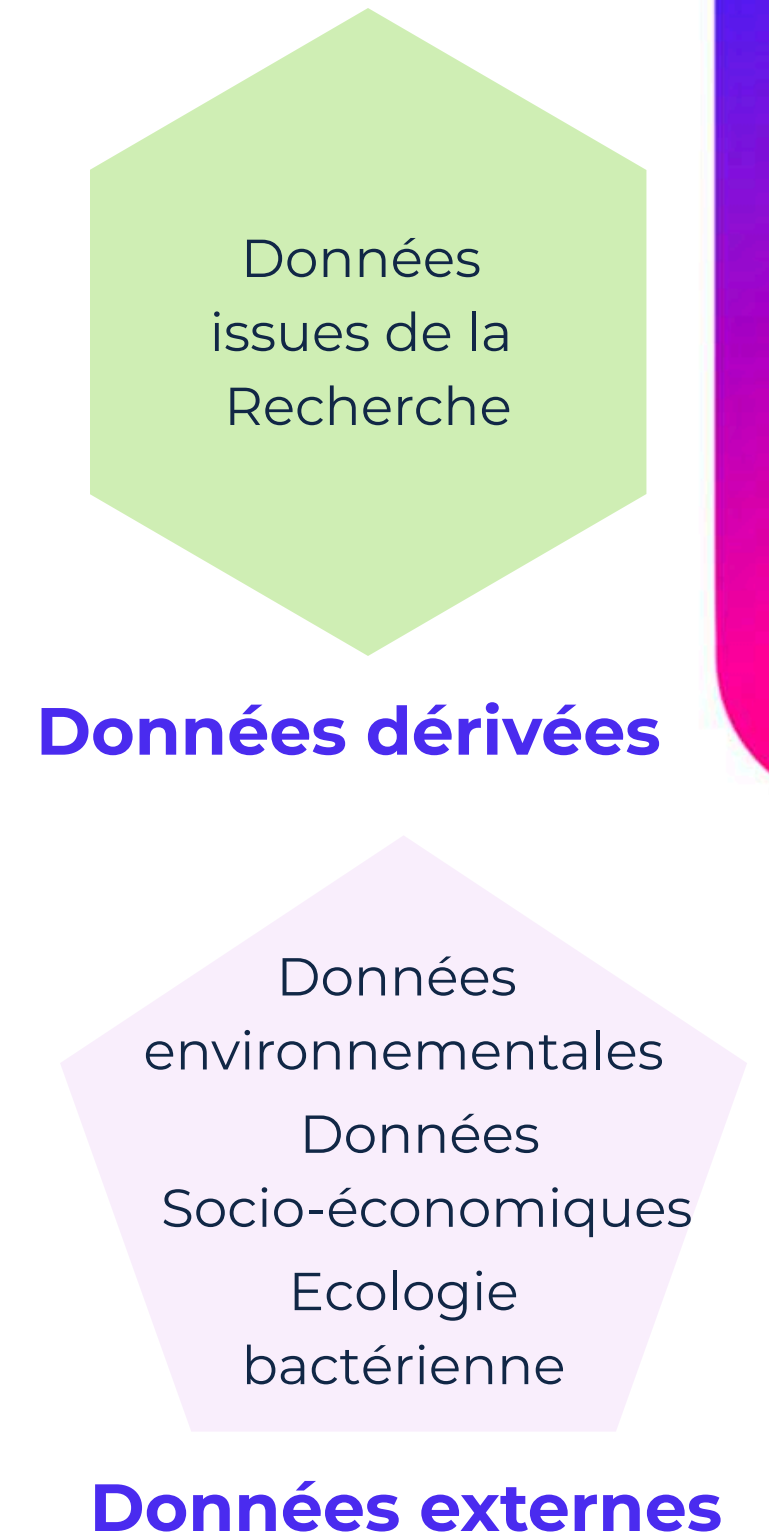 Données
issues de la
Recherche
Données dérivées
Données
environnementales
Données
Socio-économiques
Ecologie
bactérienne
Données externes